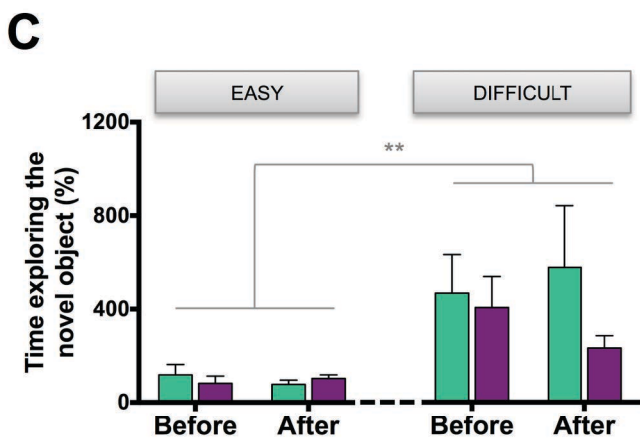 C
EASY
DIFFICULT
1200
**
800
400
0
Time exploring the
novel object (%)
Before
After
Before
After